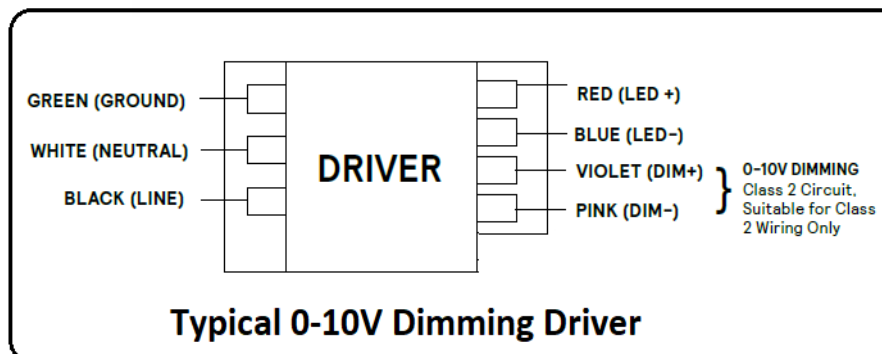 GREEN (GROUND)
WHITE (NEUTRAL)
BLACK (LINE)
DRIVER
RED (LED +)
BLUE (LED-)
VIOLET (DIM+)
PINK (DIM-)
0-10V DIMMING
Class 2 Circuit,
Suitable for Class
2 Wiring Only
Typical 0-10V Dimming Driver